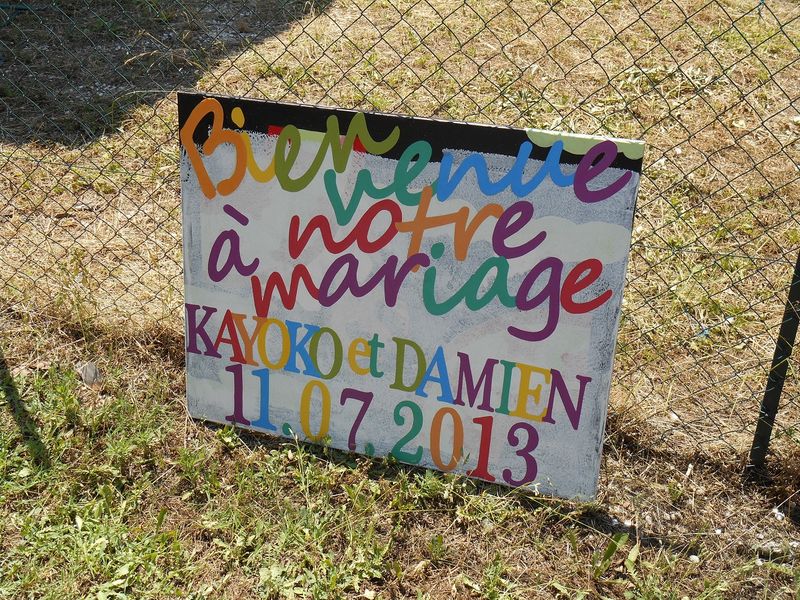 Bienvenue
à notre
mariage
KAYOKO et DAMIEN
11.07.2013